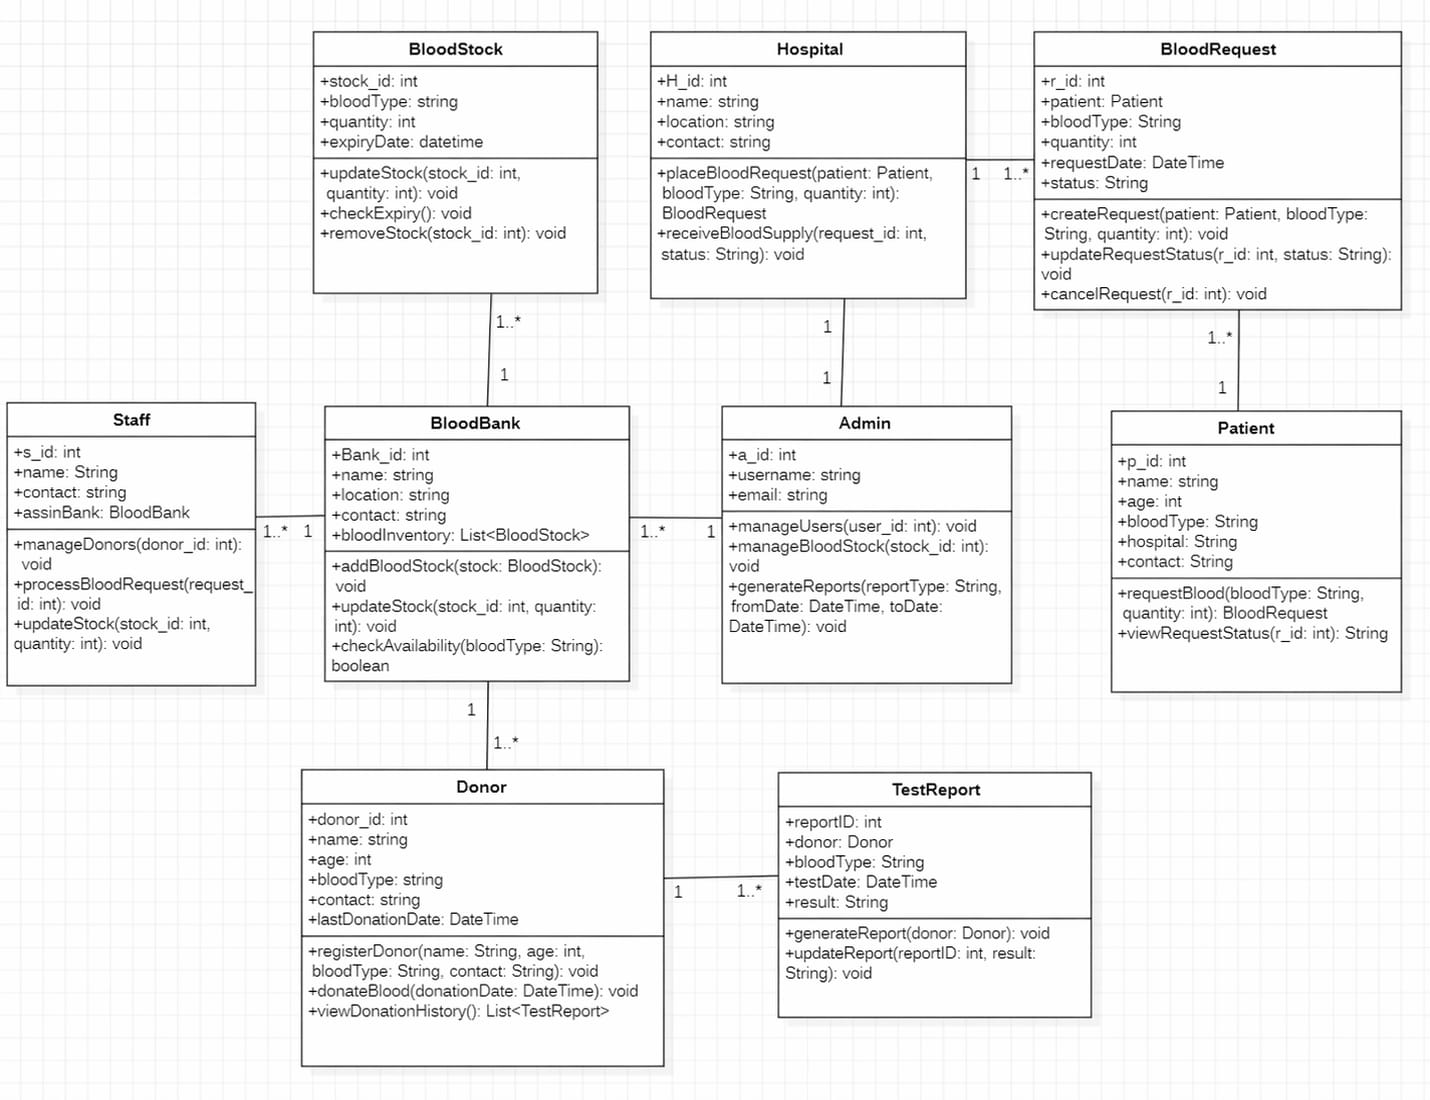 BloodStock
+stock_id: int
+bloodType: string
+quantity: int
+expiryDate: datetime
+updateStock(stock_id: int,
quantity: int): void
+checkExpiry(): void
+removeStock(stock_id: int): void
Hospital
+H_id: int
+name: string
+location: string
+contact: string
+placeBloodRequest(patient: Patient,
bloodType: String, quantity: int):
BloodRequest
+receiveBloodSupply(request_id: int,
status: String): void
1
1..*
BloodRequest
+r_id: int
+patient: Patient
+bloodType: String
+quantity: int
+requestDate: DateTime
+status: String
+createRequest(patient: Patient, bloodType:
String, quantity: int): void
+updateRequestStatus(r_id: int, status: String):
void
+cancelRequest(r_id: int): void
1..*
1
1
1
1..*
1
Staff
+s_id: int
+name: String
+contact: string
+assinBank: BloodBank
+manageDonors(donor_id: int):
void
+processBloodRequest(request_
id: int): void
+updateStock(stock_id: int,
quantity: int): void
1..*
1
BloodBank
+Bank_id: int
+name: string
+location: string
+contact: string
+bloodInventory: List<BloodStock>
+addBloodStock(stock: BloodStock):
void
+updateStock(stock_id: int, quantity:
int): void
+checkAvailability(bloodType: String):
boolean
1..*
1
Admin
+a_id: int
+username: string
+email: string
+manageUsers(user_id: int): void
+manageBloodStock(stock_id: int):
void
+generateReports(reportType: String,
fromDate: DateTime, toDate:
DateTime): void
Patient
+p_id: int
+name: string
+age: int
+bloodType: String
+hospital: String
+contact: String
+requestBlood(bloodType: String,
quantity: int): BloodRequest
+viewRequestStatus(r_id: int): String
1
1..*
Donor
+donor_id: int
+name: string
+age: int
+bloodType: string
+contact: string
+lastDonationDate: DateTime
+registerDonor(name: String, age: int,
bloodType: String, contact: String): void
+donateBlood(donationDate: DateTime): void
+viewDonationHistory(): List<TestReport>
1
1..*
TestReport
+reportID: int
+donor: Donor
+bloodType: String
+testDate: DateTime
+result: String
+generateReport(donor: Donor): void
+updateReport(reportID: int, result:
String): void